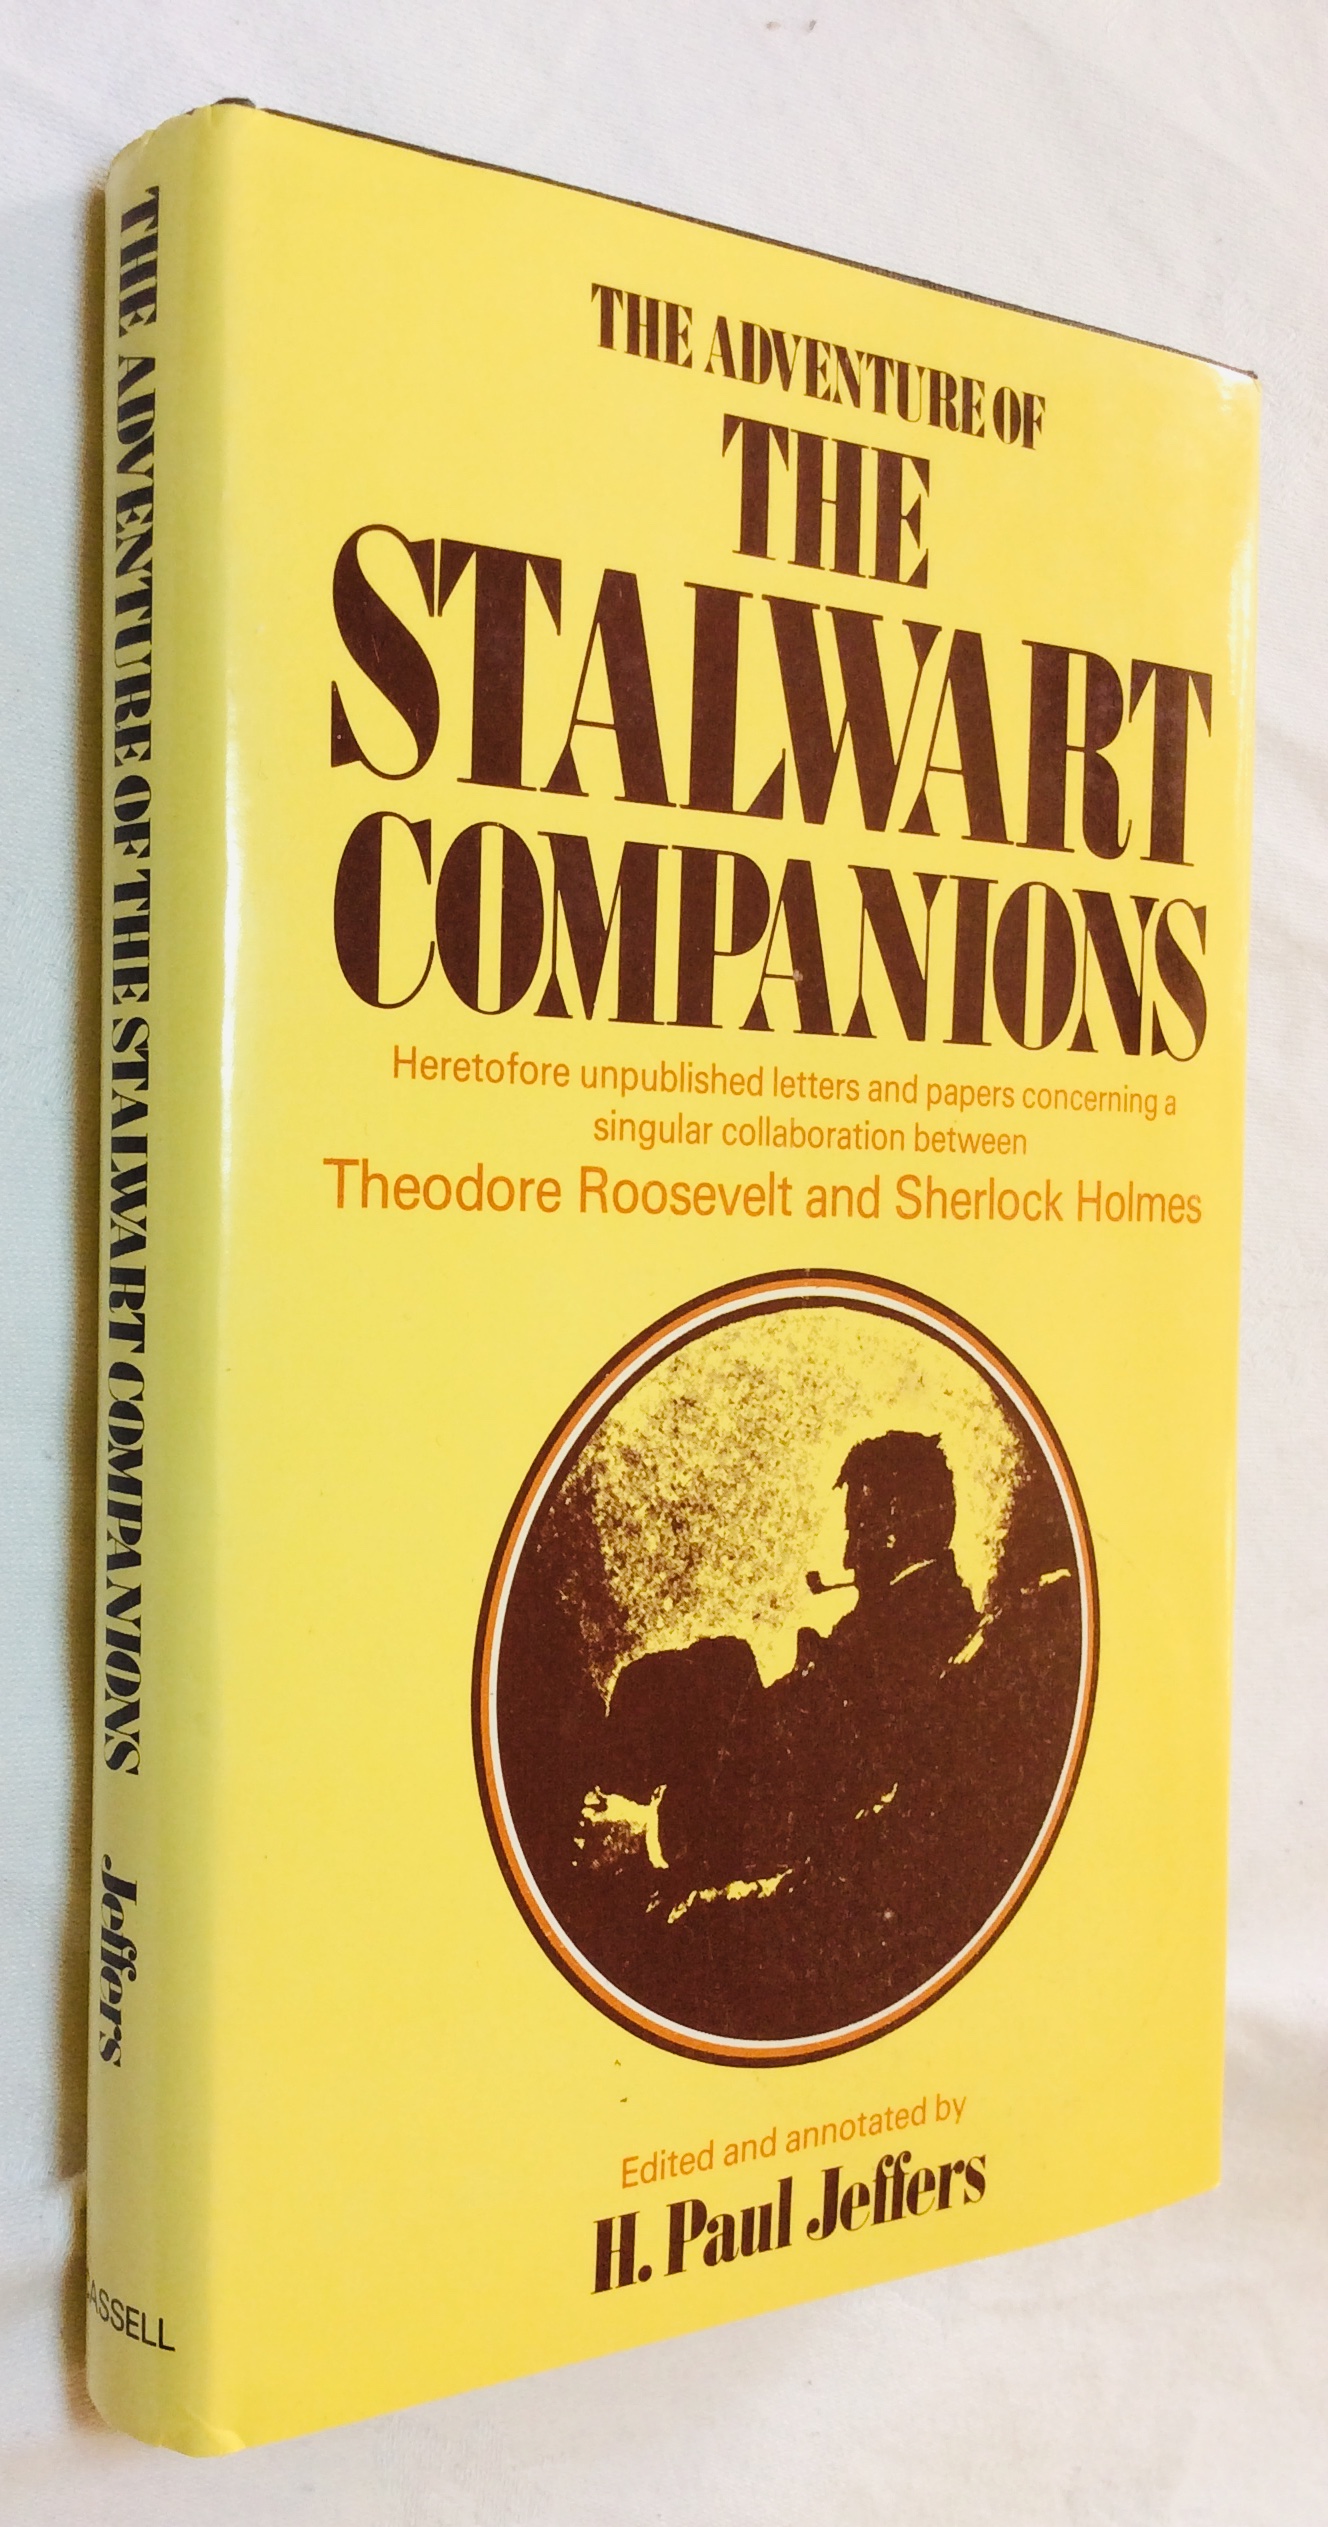 THE ADVENTURE OF
THE
STALWART
COMPANIONS
Heretofore unpublished letters and papers concerning a
singular collaboration between
Theodore Roosevelt and Sherlock Holmes
Edited and annotated by
H. Paul Jeffers
THE ADVENTURE OF THE STALWART COMPANIONS Jeffers
CASSELL